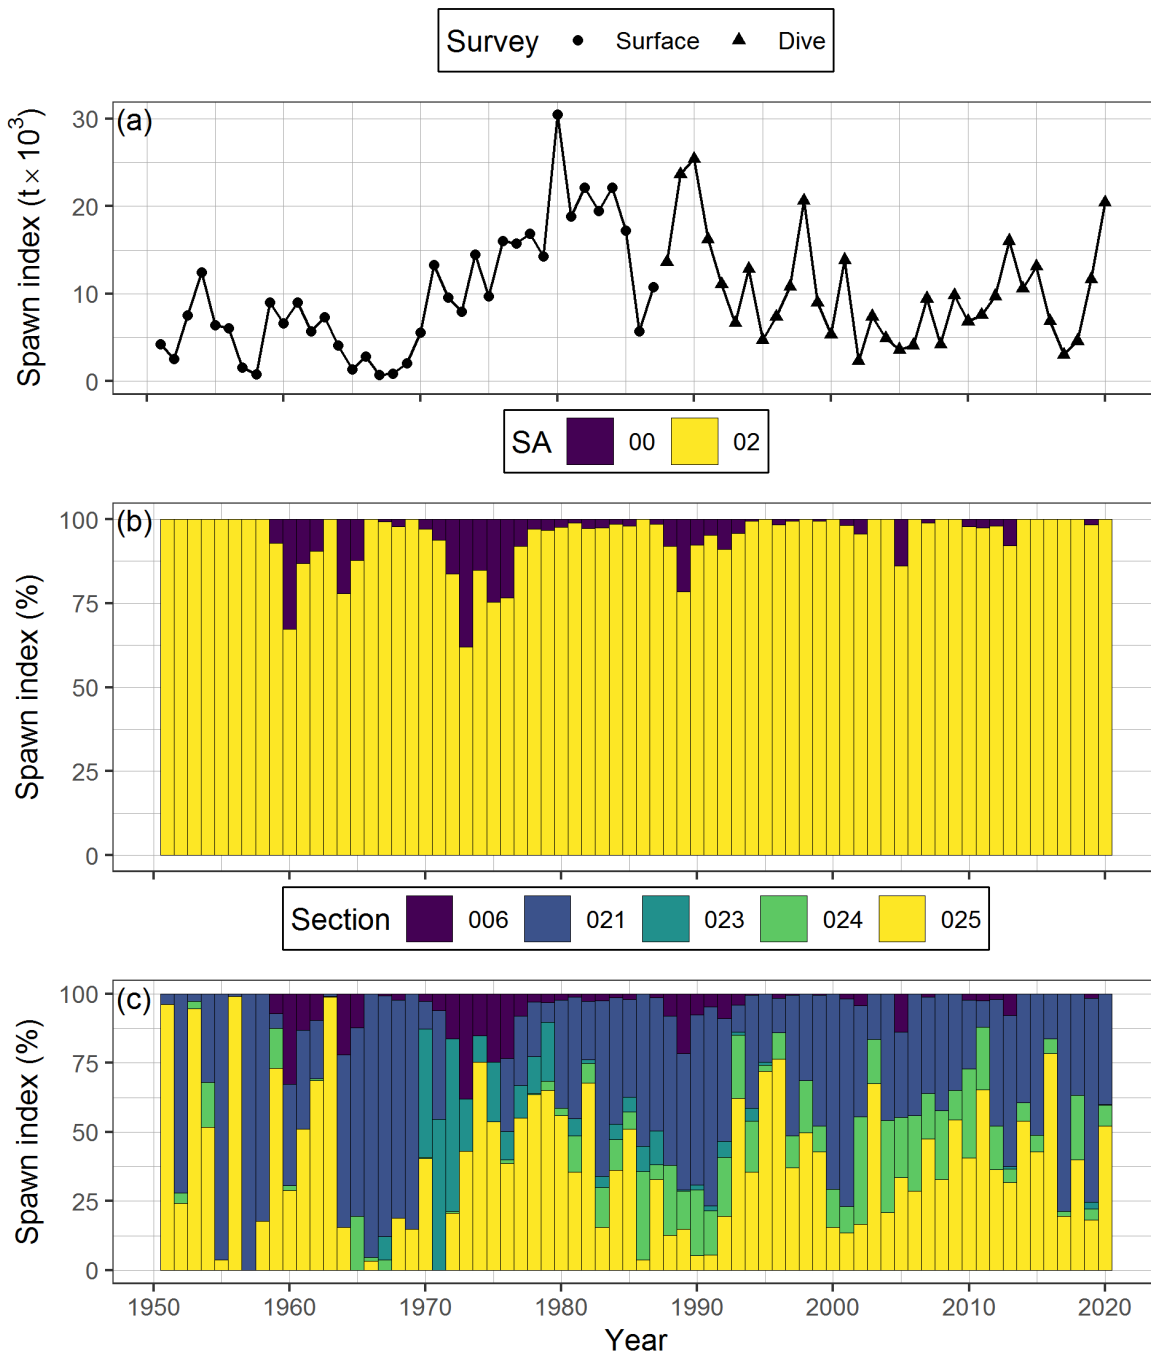 Survey Surface Dive
(a)
Spawn index (t × 10³)
30
20
10
0
SA 00 02
(b)
Spawn index (%)
100
75
50
25
0
Section 006 021 023 024 025
(c)
Spawn index (%)
100
75
50
25
0
1950 1960 1970 1980 1990 2000 2010 2020
Year